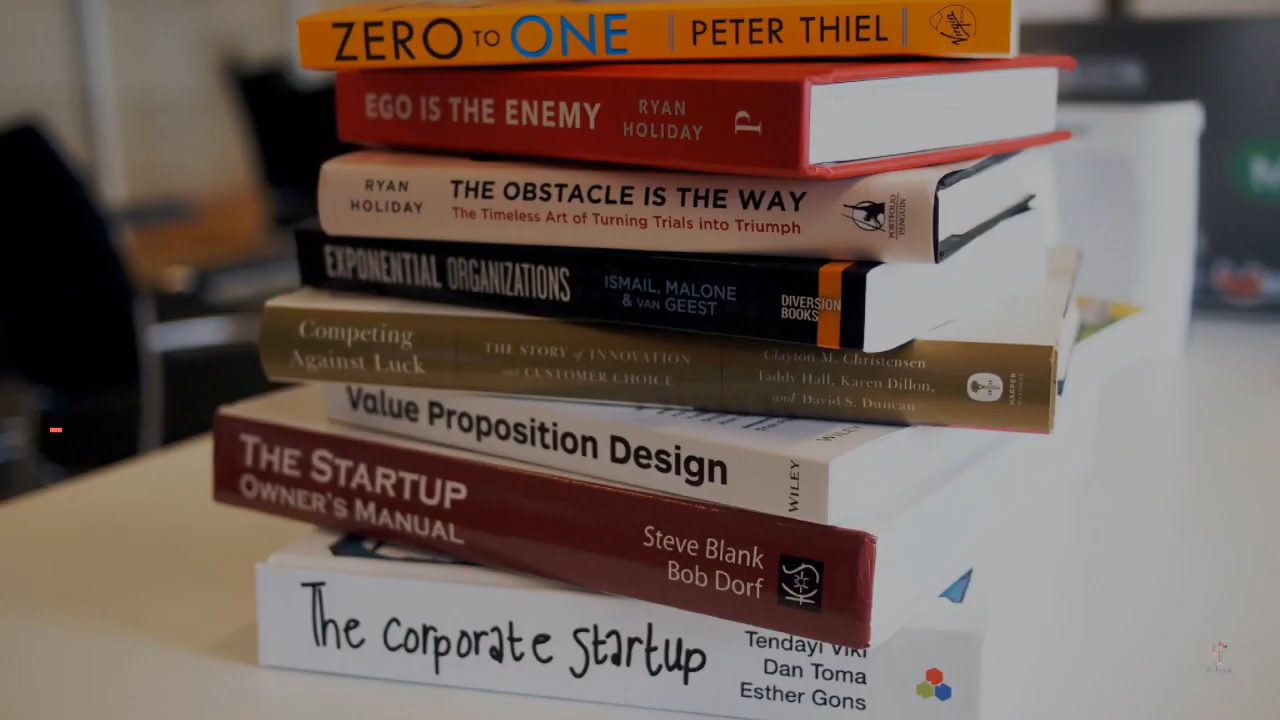 ZERO TO ONE PETER THIEL Virgin
EGO IS THE ENEMY RYAN HOLIDAY P
RYAN HOLIDAY THE OBSTACLE IS THE WAY
The Timeless Art of Turning Trials into Triumph
PORTFOLIO PENGUIN
EXPONENTIAL ORGANIZATIONS ISMAIL, MALONE & VAN GEEST DIVERSION BOOKS
Competing Against Luck
THE STORY of INNOVATION
and CUSTOMER CHOICE
Clayton M. Christensen
Taddy Hall, Karen Dillon,
and David S. Duncan
HARPER BUSINESS
Value Proposition Design WILEY
WILEY
THE STARTUP
OWNER'S MANUAL
Steve Blank
Bob Dorf
K&S
The corporate startup
Tendayi Viki
Dan Toma
Esther Gons